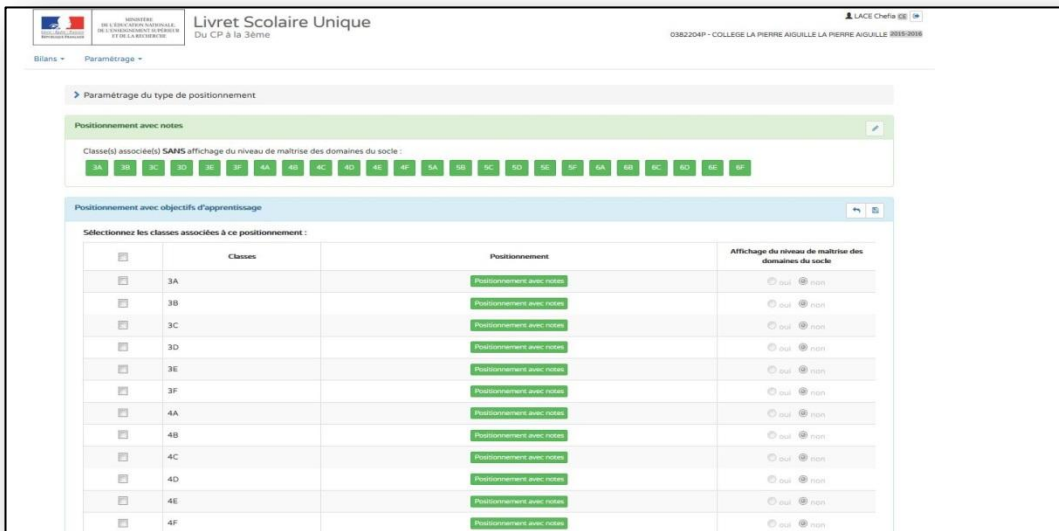 MINISTÈRE
DE L'ÉDUCATION NATIONALE,
DE L'ENSEIGNEMENT SUPÉRIEUR
ET DE LA RECHERCHE
Livret Scolaire Unique
Du CP à la 3ème
LACE Chefia CE
0382204P - COLLEGE LA PIERRE AIGUILLE LA PIERRE AIGUILLE 2015-2016
Bilans Paramétrage
Paramétrage du type de positionnement
Positionnement avec notes
Classe(s) associée(s) SANS affichage du niveau de maîtrise des domaines du socle :
3A 3B 3C 3D 3E 3F 4A 4B 4C 4D 4E 4F 5A 5B 5C 5D 5E 5F 6A 6B 6C 6D 6E 6F
Positionnement avec objectifs d'apprentissage
Sélectionnez les classes associées à ce positionnement :
Classes Positionnement Affichage du niveau de maîtrise des
domaines du socle
3A Positionnement avec notes oui non
3B Positionnement avec notes oui non
3C Positionnement avec notes oui non
3D Positionnement avec notes oui non
3E Positionnement avec notes oui non
3F Positionnement avec notes oui non
4A Positionnement avec notes oui non
4B Positionnement avec notes oui non
4C Positionnement avec notes oui non
4D Positionnement avec notes oui non
4E Positionnement avec notes oui non
4F Positionnement avec notes oui non